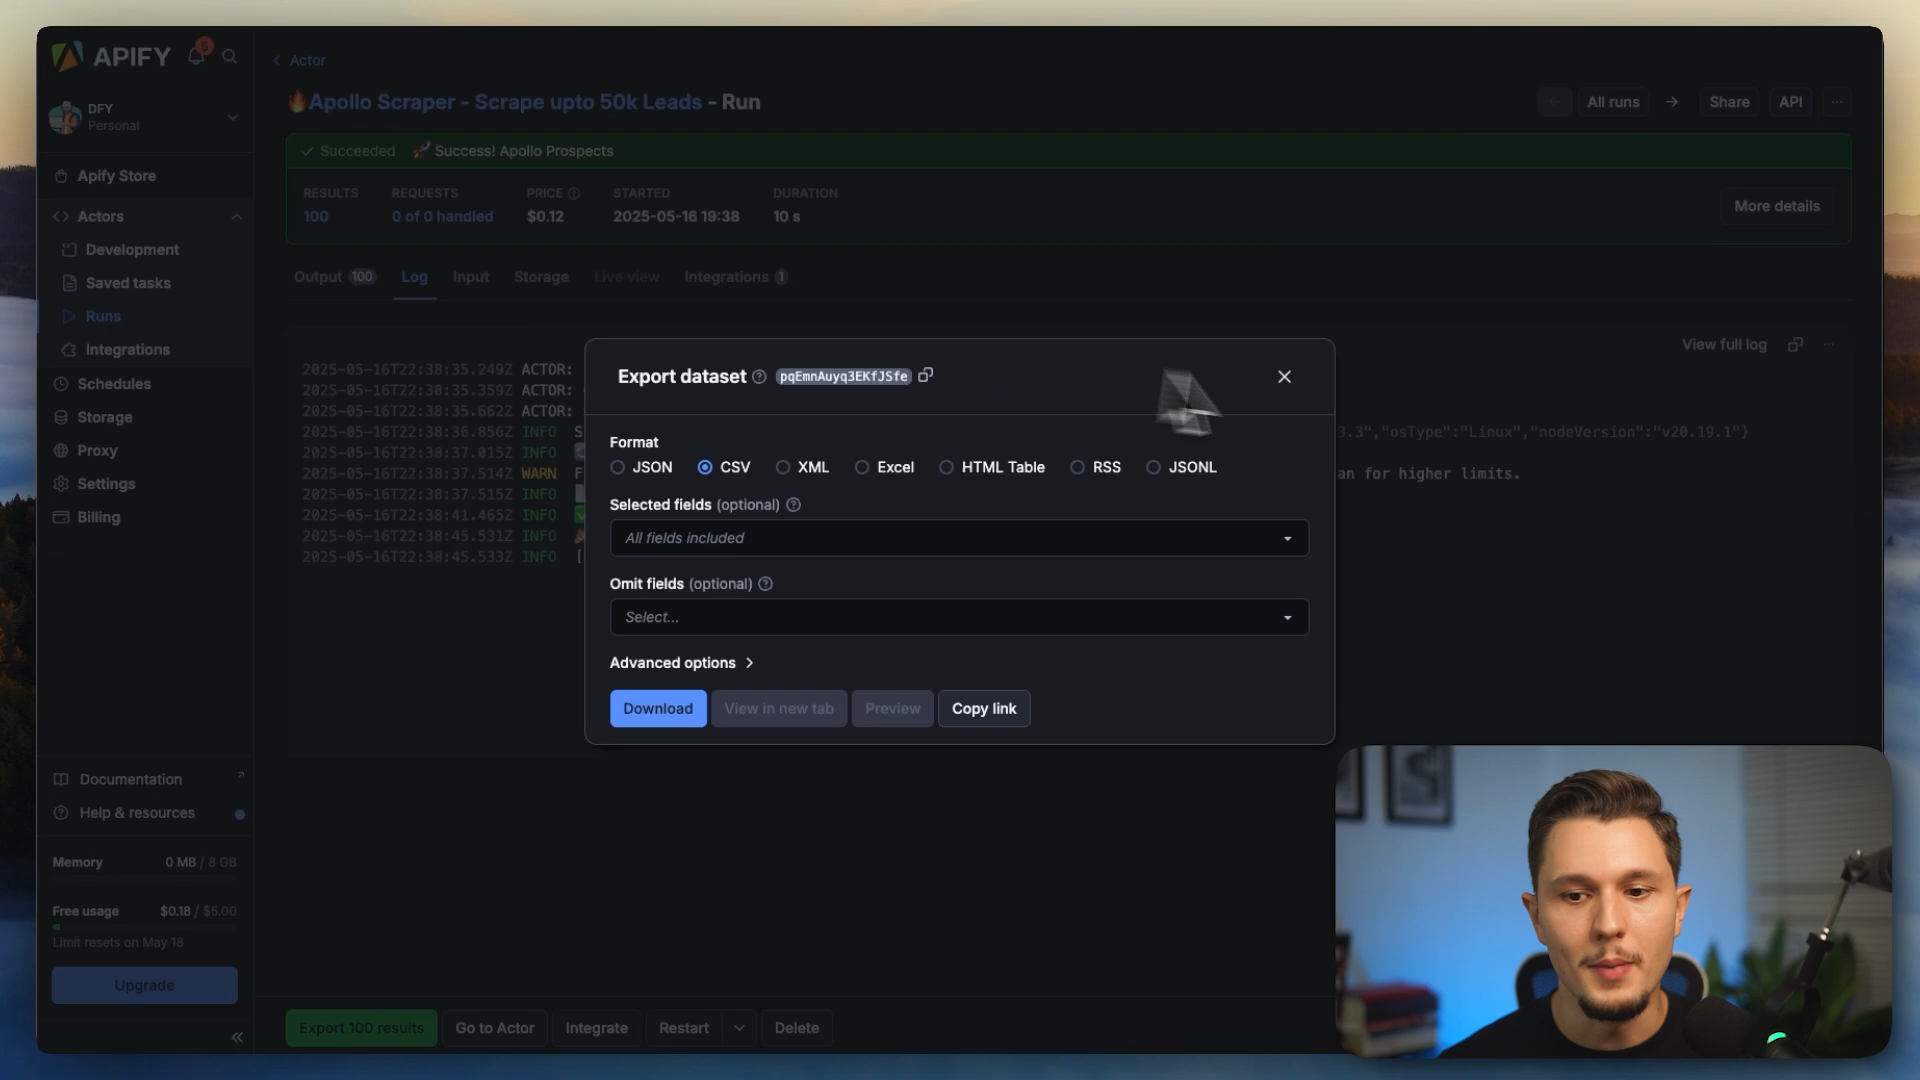 APIFY
5
DFY
Personal
Apify Store
Actors
Development
Saved tasks
Runs
Integrations
Schedules
Storage
Proxy
Settings
Billing
Documentation
Help & resources
Memory 0 MB / 8 GB
Free usage $0.18 / $5.00
Limit resets on May 18
Upgrade
Actor
Apollo Scraper - Scrape upto 50k Leads - Run
All runs
Share
API
Succeeded Success! Apollo Prospects
RESULTS REQUESTS PRICE STARTED DURATION
100 0 of 0 handled $0.12 2025-05-16 19:38 10 s
More details
Output 100 Log Input Storage Live view Integrations 1
View full log
2025-05-16T22:38:35.249Z ACTOR:
2025-05-16T22:38:35.359Z ACTOR:
2025-05-16T22:38:35.662Z ACTOR:
2025-05-16T22:38:36.856Z INFO S 3.3","osType":"Linux","nodeVersion":"v20.19.1"}
2025-05-16T22:38:37.015Z INFO
2025-05-16T22:38:37.514Z WARN F an for higher limits.
2025-05-16T22:38:37.515Z INFO
2025-05-16T22:38:41.465Z INFO
2025-05-16T22:38:45.531Z INFO
2025-05-16T22:38:45.533Z INFO [
Export dataset pqEmnAuyq3EKfJSfe
Format
JSON CSV XML Excel HTML Table RSS JSONL
Selected fields (optional)
All fields included
Omit fields (optional)
Select...
Advanced options
Download View in new tab Preview Copy link
Export 100 results Go to Actor Integrate Restart Delete